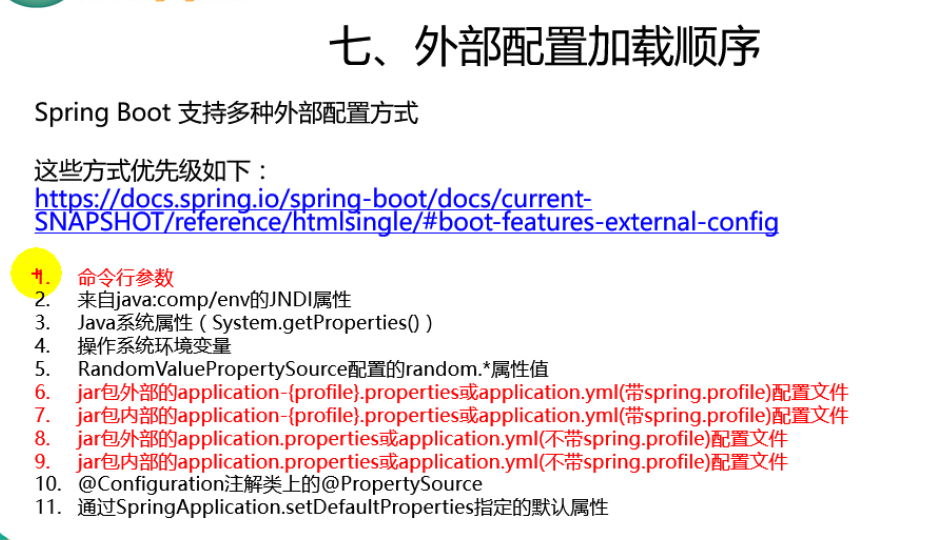 七、外部配置加载顺序
Spring Boot 支持多种外部配置方式
这些方式优先级如下：
https://docs.spring.io/spring-boot/docs/current-
SNAPSHOT/reference/htmlsingle/#boot-features-external-config
1. 命令行参数
2. 来自java:comp/env的JNDI属性
3. Java系统属性（System.getProperties()）
4. 操作系统环境变量
5. RandomValuePropertySource配置的random.*属性值
6. jar包外部的application-{profile}.properties或application.yml(带spring.profile)配置文件
7. jar包内部的application-{profile}.properties或application.yml(带spring.profile)配置文件
8. jar包外部的application.properties或application.yml(不带spring.profile)配置文件
9. jar包内部的application.properties或application.yml(不带spring.profile)配置文件
10. @Configuration注解类上的@PropertySource
11. 通过SpringApplication.setDefaultProperties指定的默认属性